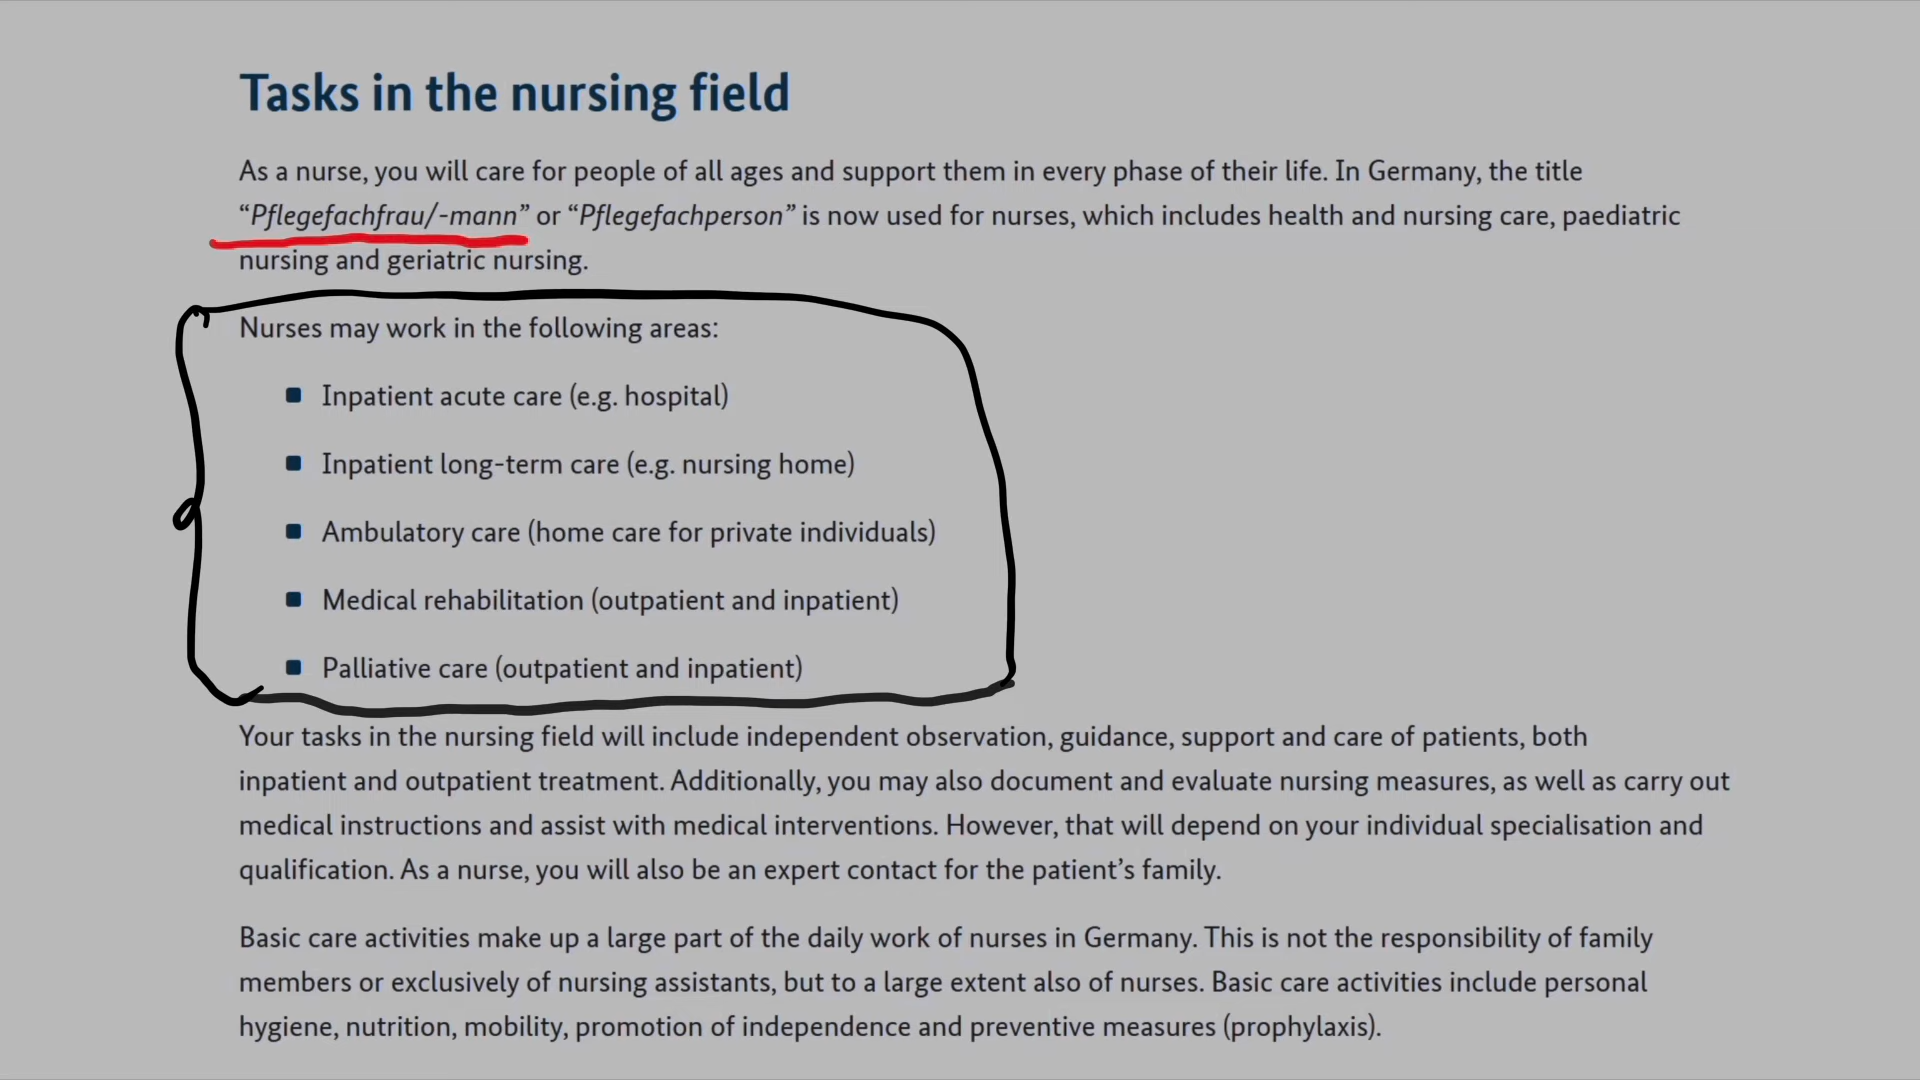 Tasks in the nursing field
As a nurse, you will care for people of all ages and support them in every phase of their life. In Germany, the title
“Pflegefachfrau/-mann” or “Pflegefachperson” is now used for nurses, which includes health and nursing care, paediatric
nursing and geriatric nursing.
Nurses may work in the following areas:
Inpatient acute care (e.g. hospital)
Inpatient long-term care (e.g. nursing home)
Ambulatory care (home care for private individuals)
Medical rehabilitation (outpatient and inpatient)
Palliative care (outpatient and inpatient)
Your tasks in the nursing field will include independent observation, guidance, support and care of patients, both
inpatient and outpatient treatment. Additionally, you may also document and evaluate nursing measures, as well as carry out
medical instructions and assist with medical interventions. However, that will depend on your individual specialisation and
qualification. As a nurse, you will also be an expert contact for the patient’s family.
Basic care activities make up a large part of the daily work of nurses in Germany. This is not the responsibility of family
members or exclusively of nursing assistants, but to a large extent also of nurses. Basic care activities include personal
hygiene, nutrition, mobility, promotion of independence and preventive measures (prophylaxis).